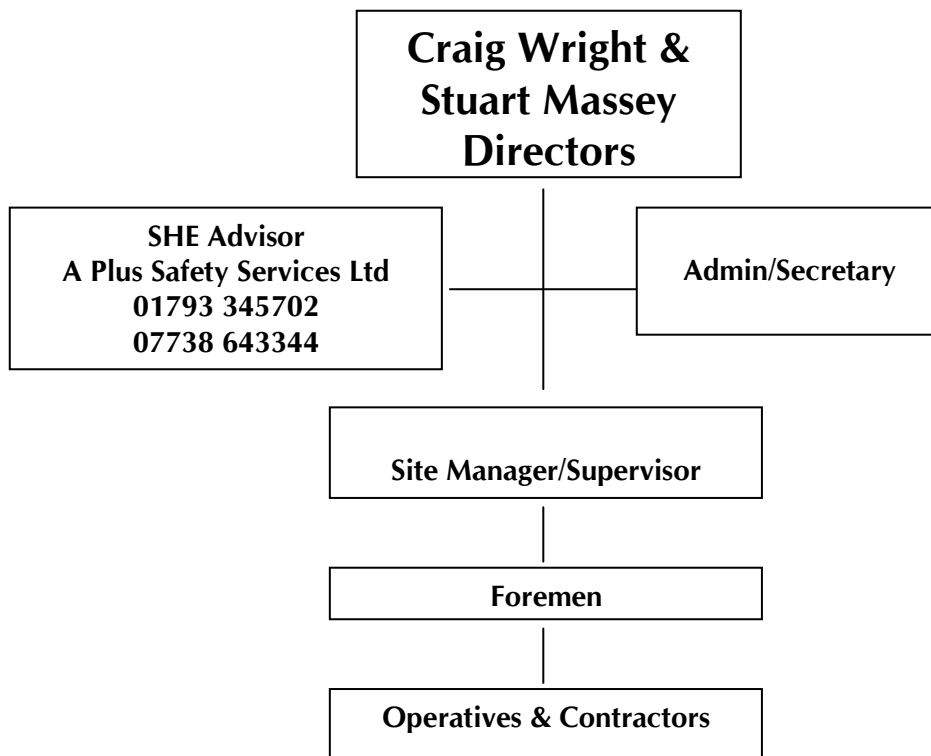 Craig Wright &
Stuart Massey
Directors
SHE Advisor
A Plus Safety Services Ltd
01793 345702
07738 643344
Admin/Secretary
Site Manager/Supervisor
Foremen
Operatives & Contractors